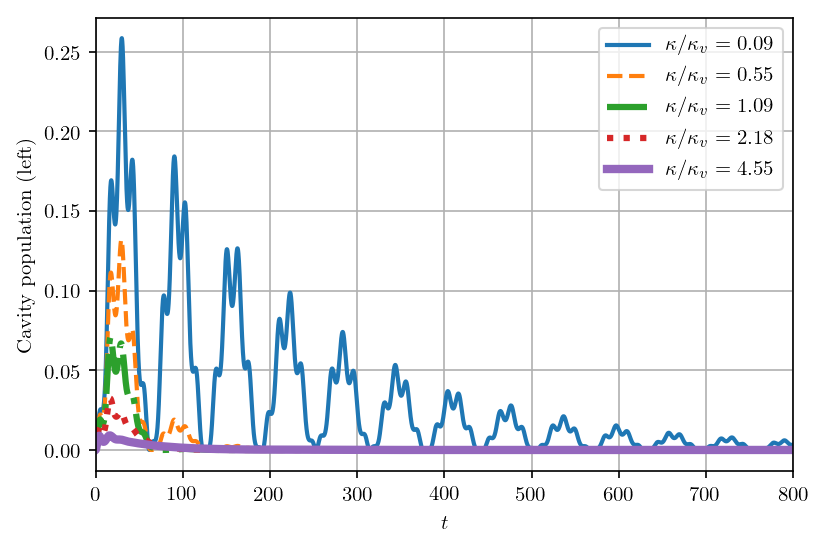 0.25
0.20
0.15
0.10
0.05
0.00
Cavity population (left)
κ/κ_v = 0.09
κ/κ_v = 0.55
κ/κ_v = 1.09
κ/κ_v = 2.18
κ/κ_v = 4.55
0 100 200 300 400 500 600 700 800
t